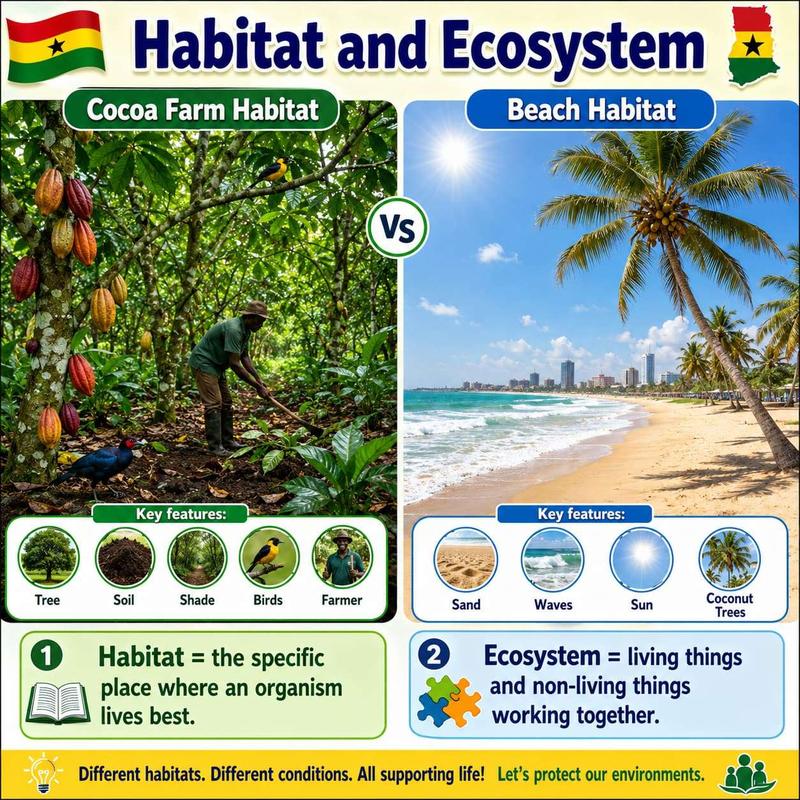 Habitat and Ecosystem
Cocoa Farm Habitat
Beach Habitat
Vs
Key features:
Tree
Soil
Shade
Birds
Farmer
Key features:
Sand
Waves
Sun
Coconut
Trees
1
Habitat = the specific
place where an organism
lives best.
2
Ecosystem = living things
and non-living things
working together.
Different habitats. Different conditions. All supporting life! Let's protect our environments.